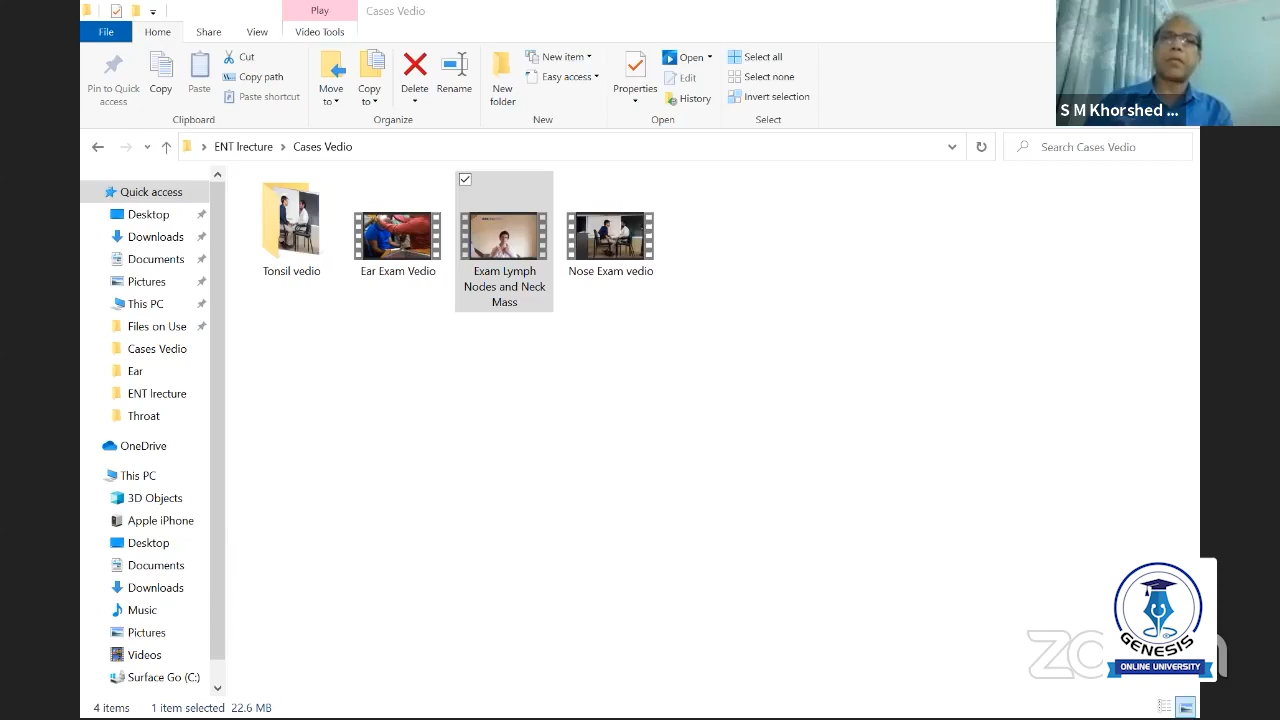 Play
Cases Vedio
File
Home
Share
View
Video Tools
Pin to Quick
access
Copy
Paste
Cut
Copy path
Paste shortcut
Clipboard
Move
to
Copy
to
Delete
Rename
Organize
New
folder
New item
Easy access
New
Properties
Open
Edit
History
Open
Select all
Select none
Invert selection
Select
S M Khorshed ...
ENT lrecture
Cases Vedio
Search Cases Vedio
Quick access
Desktop
Downloads
Documents
Pictures
This PC
Files on Use
Cases Vedio
Ear
ENT lrecture
Throat
OneDrive
This PC
3D Objects
Apple iPhone
Desktop
Documents
Downloads
Music
Pictures
Videos
Surface Go (C:)
Tonsil vedio
Ear Exam Vedio
Exam Lymph
Nodes and Neck
Mass
Nose Exam vedio
GENESIS
ONLINE UNIVERSITY
4 items
1 item selected
22.6 MB